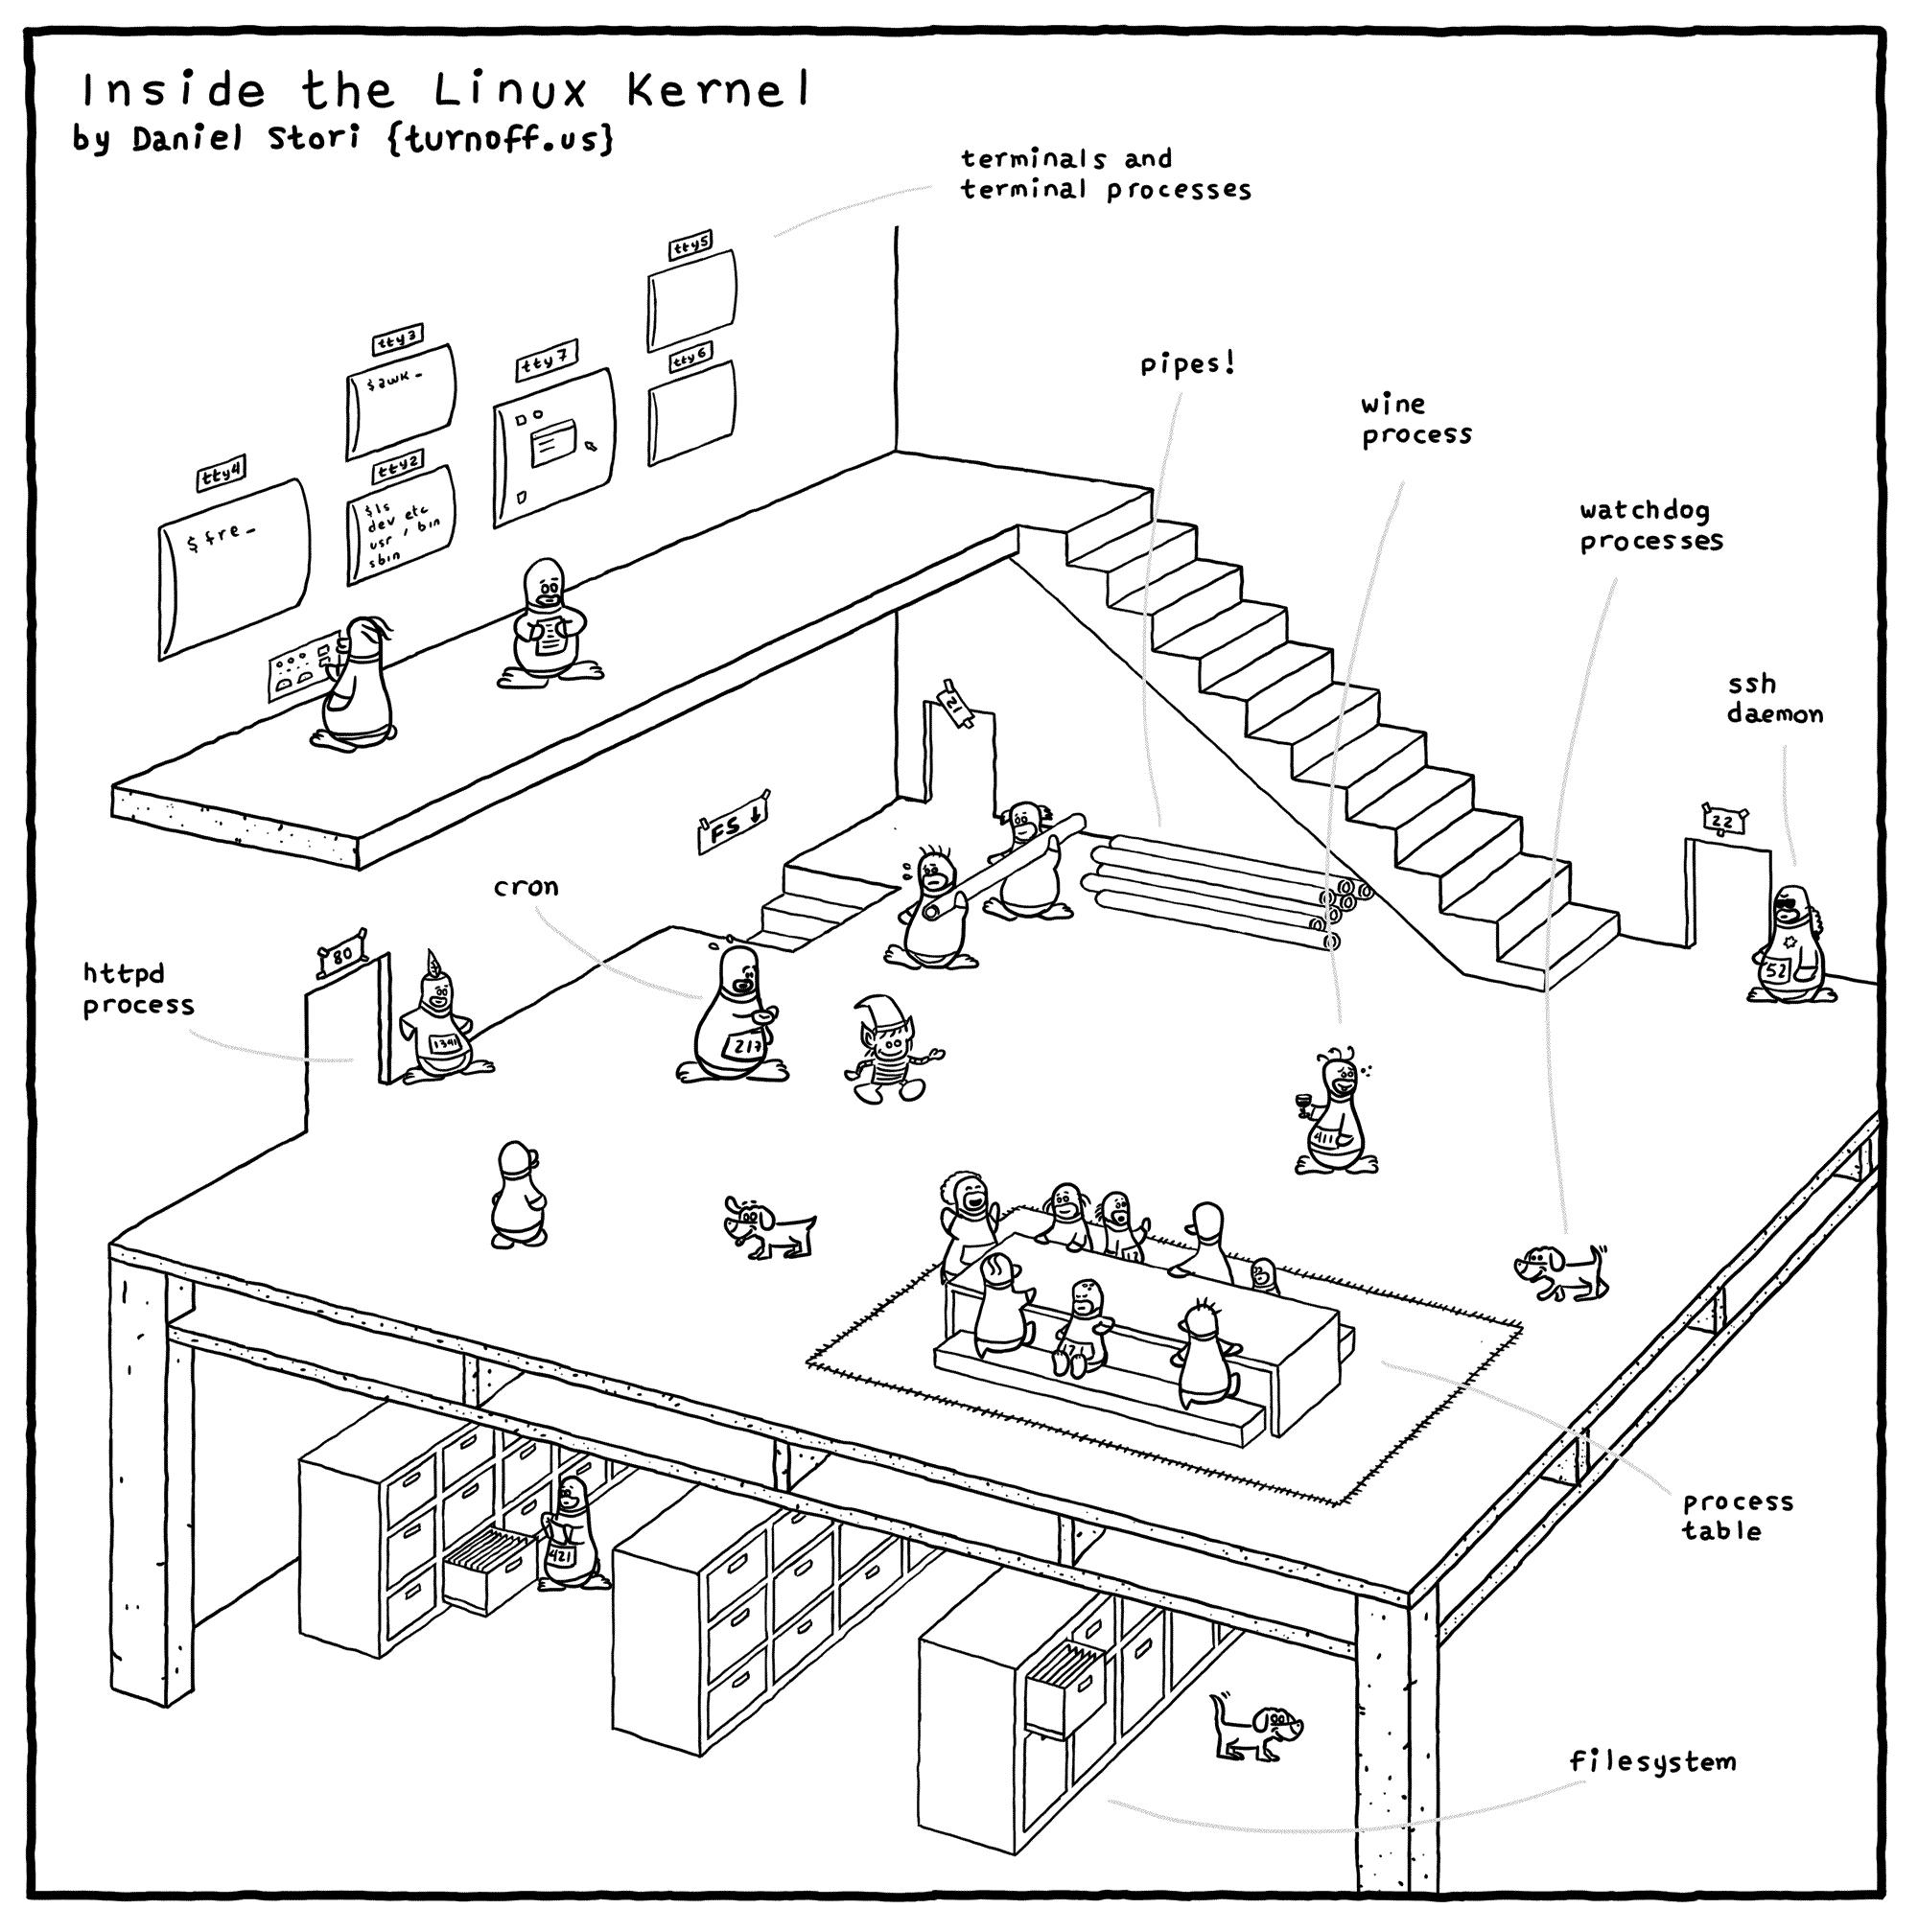 Inside the Linux Kernel
by Daniel Stori {turnoff.us}
terminals and
terminal processes
tty5
tty3
$awk_
tty7
tty6
pipes!
wine
process
tty4
$fre_
tty2
$ls
dev etc
usr / bin
sbin
watchdog
processes
ssh
daemon
21
FS ↓
22
cron
httpd
process
80
52
1341
217
411
17
421
process
table
filesystem